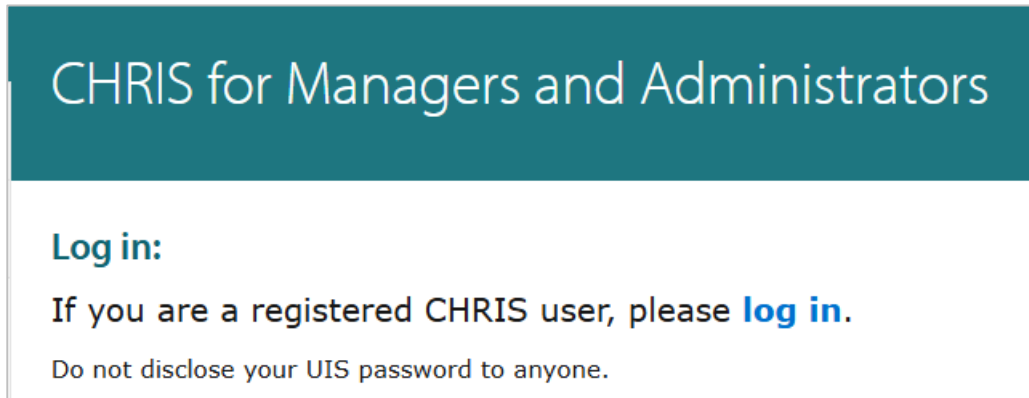 CHRIS for Managers and Administrators
Log in:
If you are a registered CHRIS user, please log in.
Do not disclose your UIS password to anyone.